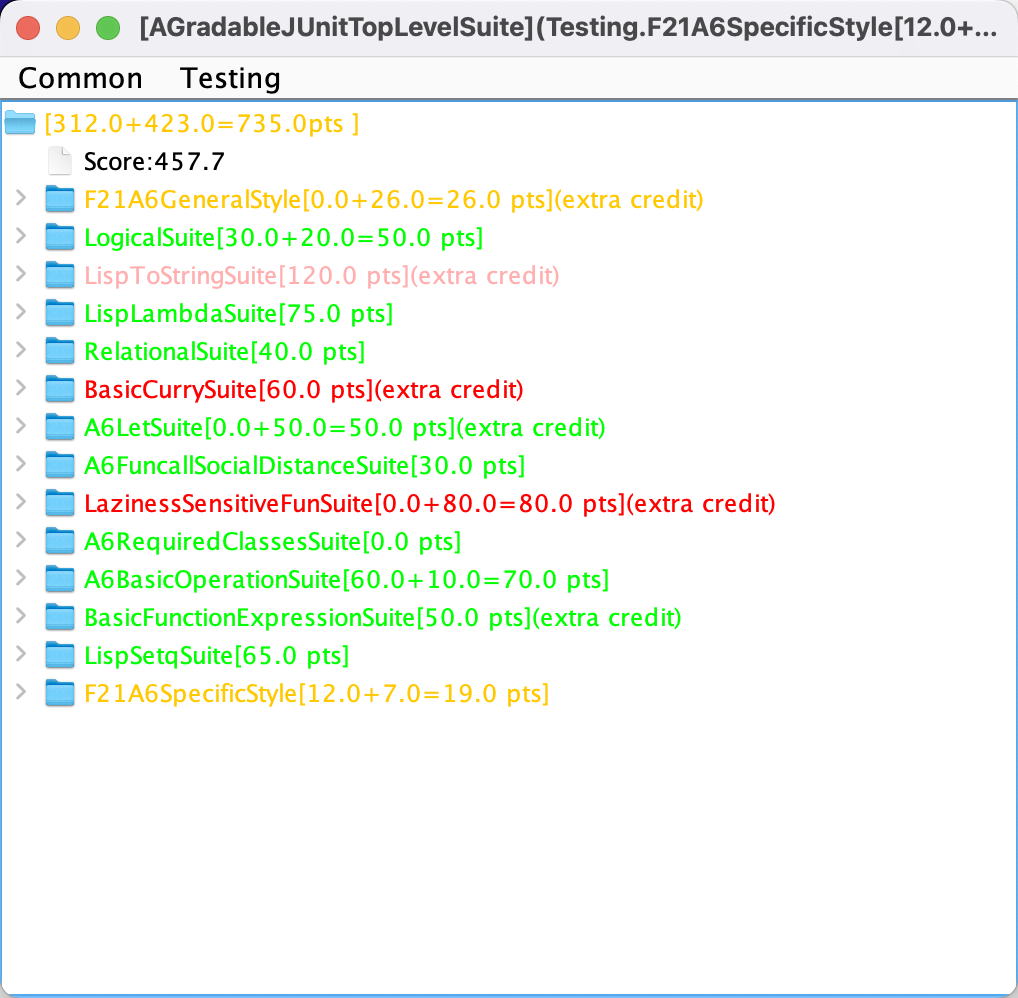 [AGradableJUnitTopLevelSuite](Testing.F21A6SpecificStyle[12.0+...
Common Testing
[312.0+423.0=735.0pts ]
Score:457.7
F21A6GeneralStyle[0.0+26.0=26.0 pts](extra credit)
LogicalSuite[30.0+20.0=50.0 pts]
LispToStringSuite[120.0 pts](extra credit)
LispLambdaSuite[75.0 pts]
RelationalSuite[40.0 pts]
BasicCurrySuite[60.0 pts](extra credit)
A6LetSuite[0.0+50.0=50.0 pts](extra credit)
A6FuncallSocialDistanceSuite[30.0 pts]
LazinessSensitiveFunSuite[0.0+80.0=80.0 pts](extra credit)
A6RequiredClassesSuite[0.0 pts]
A6BasicOperationSuite[60.0+10.0=70.0 pts]
BasicFunctionExpressionSuite[50.0 pts](extra credit)
LispSetqSuite[65.0 pts]
F21A6SpecificStyle[12.0+7.0=19.0 pts]